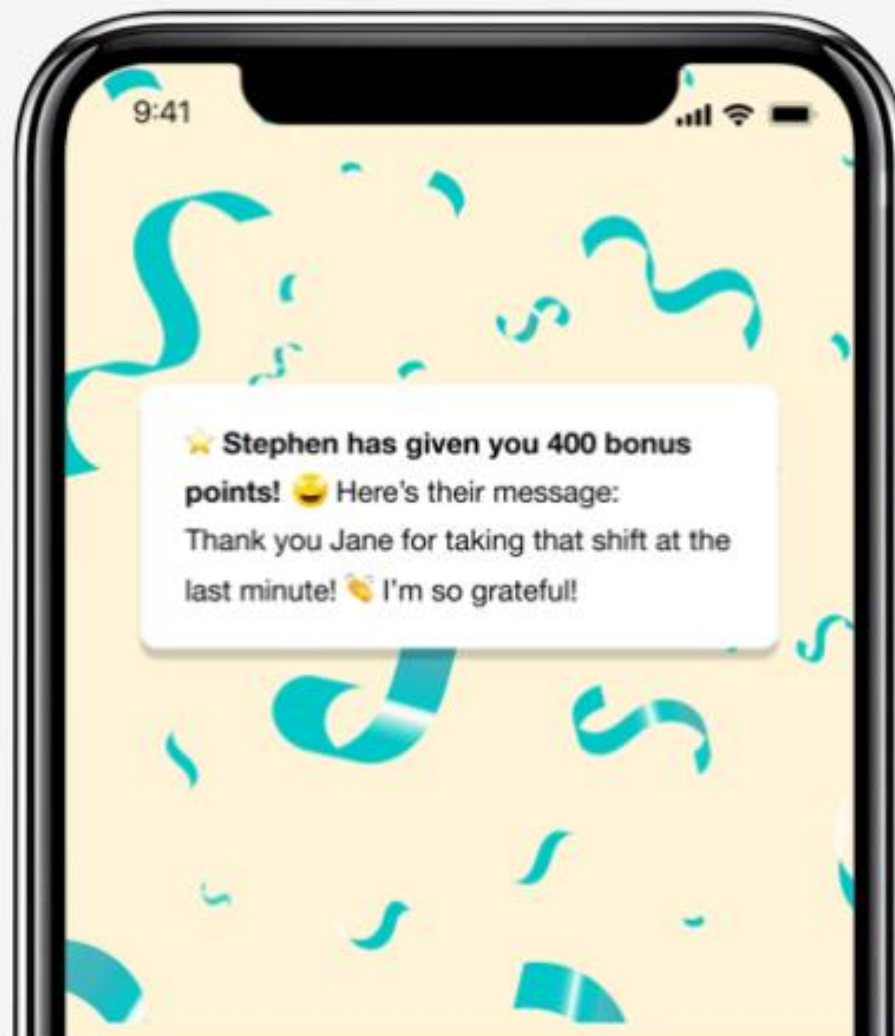 9:41
⭐ Stephen has given you 400 bonus
points! 😄 Here's their message:
Thank you Jane for taking that shift at the
last minute! 👏 I'm so grateful!